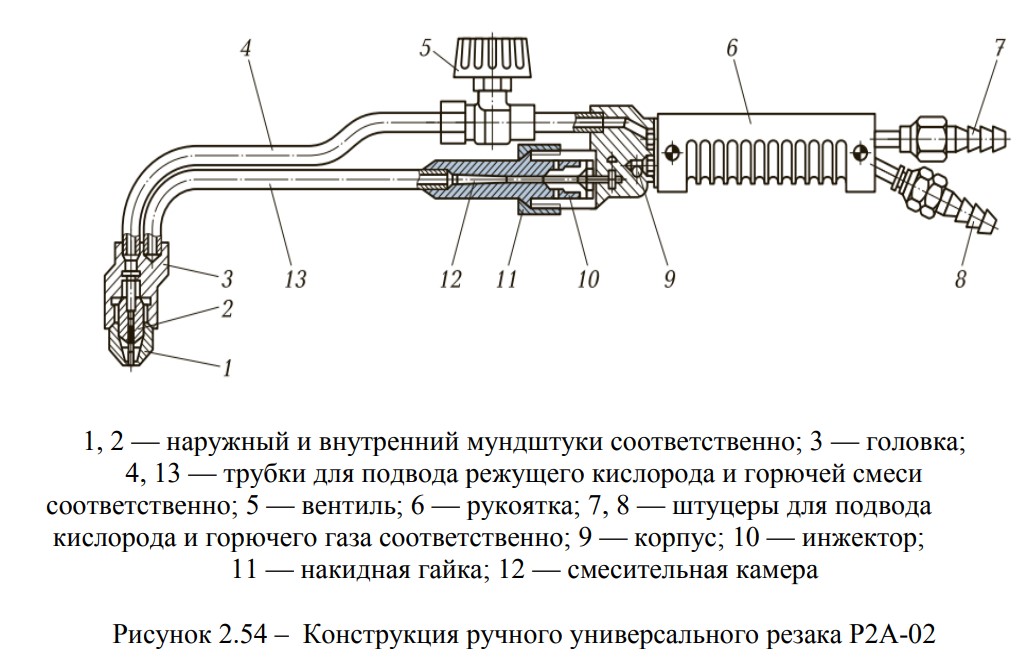 4
5
6
7
3
13
12
11
10
9
8
2
1
1, 2 — наружный и внутренний мундштуки соответственно; 3 — головка;
4, 13 — трубки для подвода режущего кислорода и горючей смеси
соответственно; 5 — вентиль; 6 — рукоятка; 7, 8 — штуцеры для подвода
кислорода и горючего газа соответственно; 9 — корпус; 10 — инжектор;
11 — накидная гайка; 12 — смесительная камера
Рисунок 2.54 – Конструкция ручного универсального резака Р2А-02